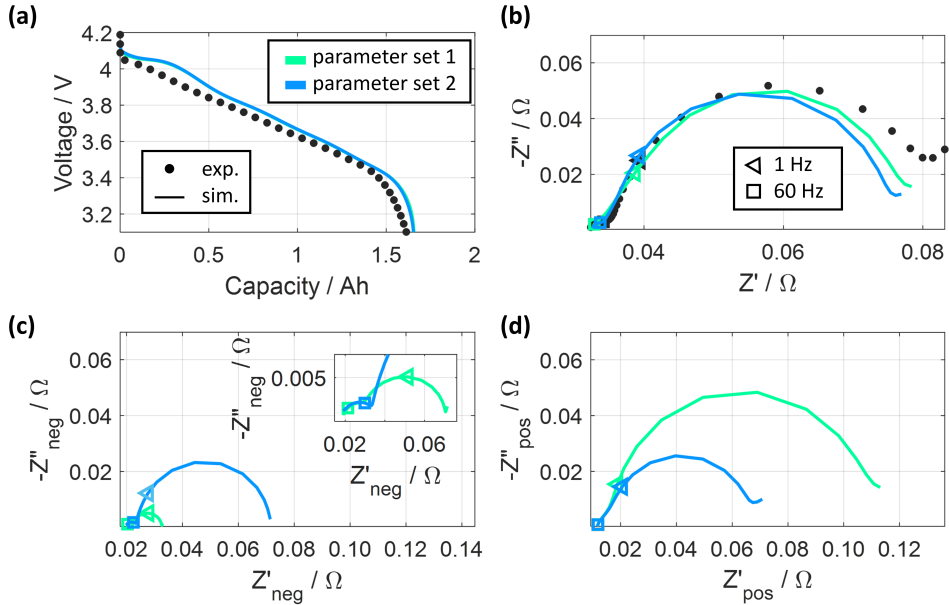 (a)
4.2
4
3.8
3.6
3.4
3.2
Voltage / V
parameter set 1
parameter set 2
exp.
sim.
0
0.5
1
1.5
2
Capacity / Ah
(b)
0.06
0.04
0.02
-Z'' / Ω
1 Hz
60 Hz
0.04
0.06
0.08
Z' / Ω
(c)
0.06
0.04
0.02
-Z''neg / Ω
0.005
-Z''neg / Ω
0.02
0.06
Z'neg / Ω
0.02
0.04
0.06
0.08
0.10
0.12
0.14
Z'neg / Ω
(d)
0.06
0.04
0.02
-Z''pos / Ω
0.02
0.04
0.06
0.08
0.10
0.12
Z'pos / Ω